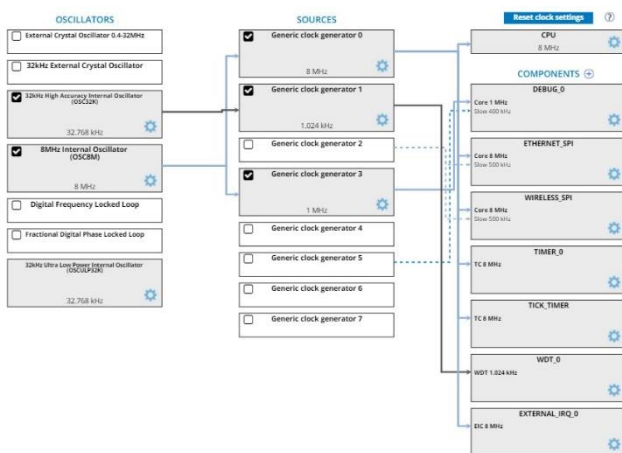 OSCILLATORS
External Crystal Oscillator 0.4-32MHz
32kHz External Crystal Oscillator
32kHz High Accuracy Internal Oscillator
(OSC32K)
32.768 kHz
8MHz Internal Oscillator
(OSC8M)
8 MHz
Digital Frequency Locked Loop
Fractional Digital Phase Locked Loop
32kHz Ultra Low Power Internal Oscillator
(OSCULP32K)
32.768 kHz
SOURCES
Generic clock generator 0
8 MHz
Generic clock generator 1
1.024 kHz
Generic clock generator 2
Generic clock generator 3
1 MHz
Generic clock generator 4
Generic clock generator 5
Generic clock generator 6
Generic clock generator 7
Reset clock settings
?
CPU
8 MHz
COMPONENTS
DEBUG_0
Core 1 MHz
Slow 400 kHz
ETHERNET_SPI
Core 8 MHz
Slow 500 kHz
WIRELESS_SPI
Core 8 MHz
Slow 500 kHz
TIMER_0
TC 8 MHz
TICK_TIMER
TC 8 MHz
WDT_0
WDT 1.024 kHz
EXTERNAL_IRQ_0
EIC 8 MHz